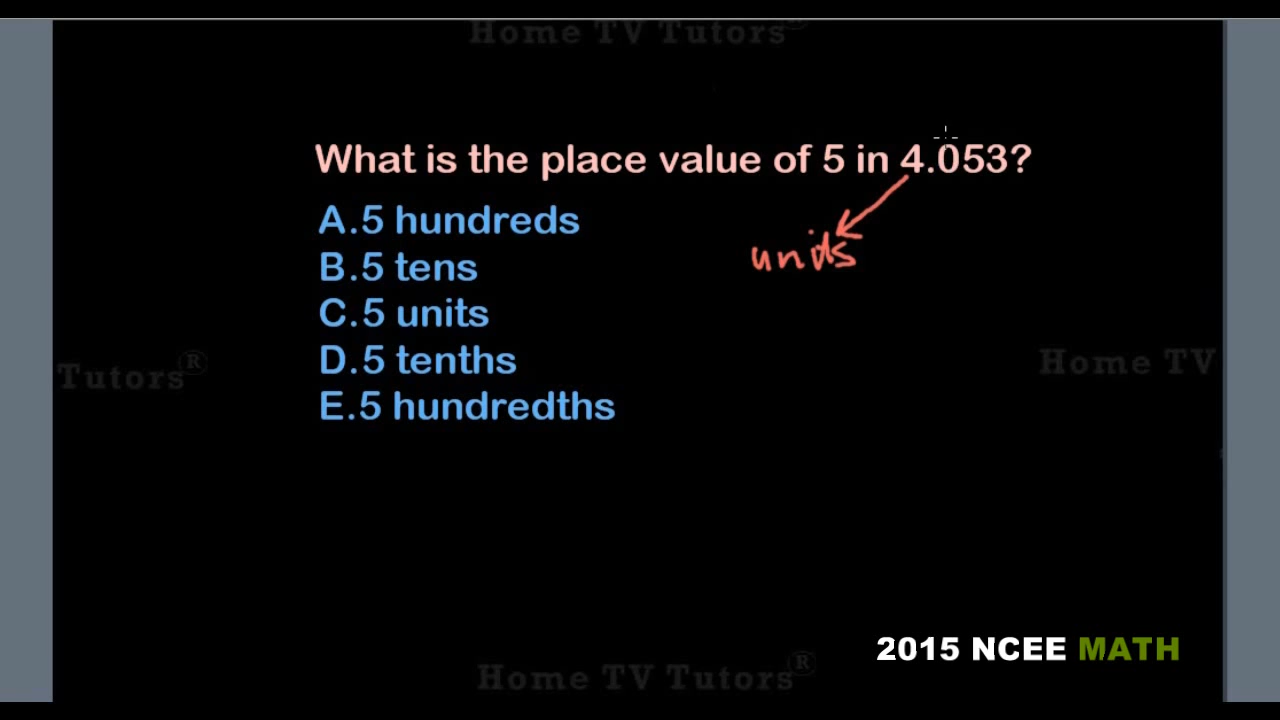 Home TV Tutors®
What is the place value of 5 in 4.053?
units
A.5 hundreds
B.5 tens
C.5 units
D.5 tenths
E.5 hundredths
Tutors®
Home TV
2015 NCEE MATH
Home TV Tutors®